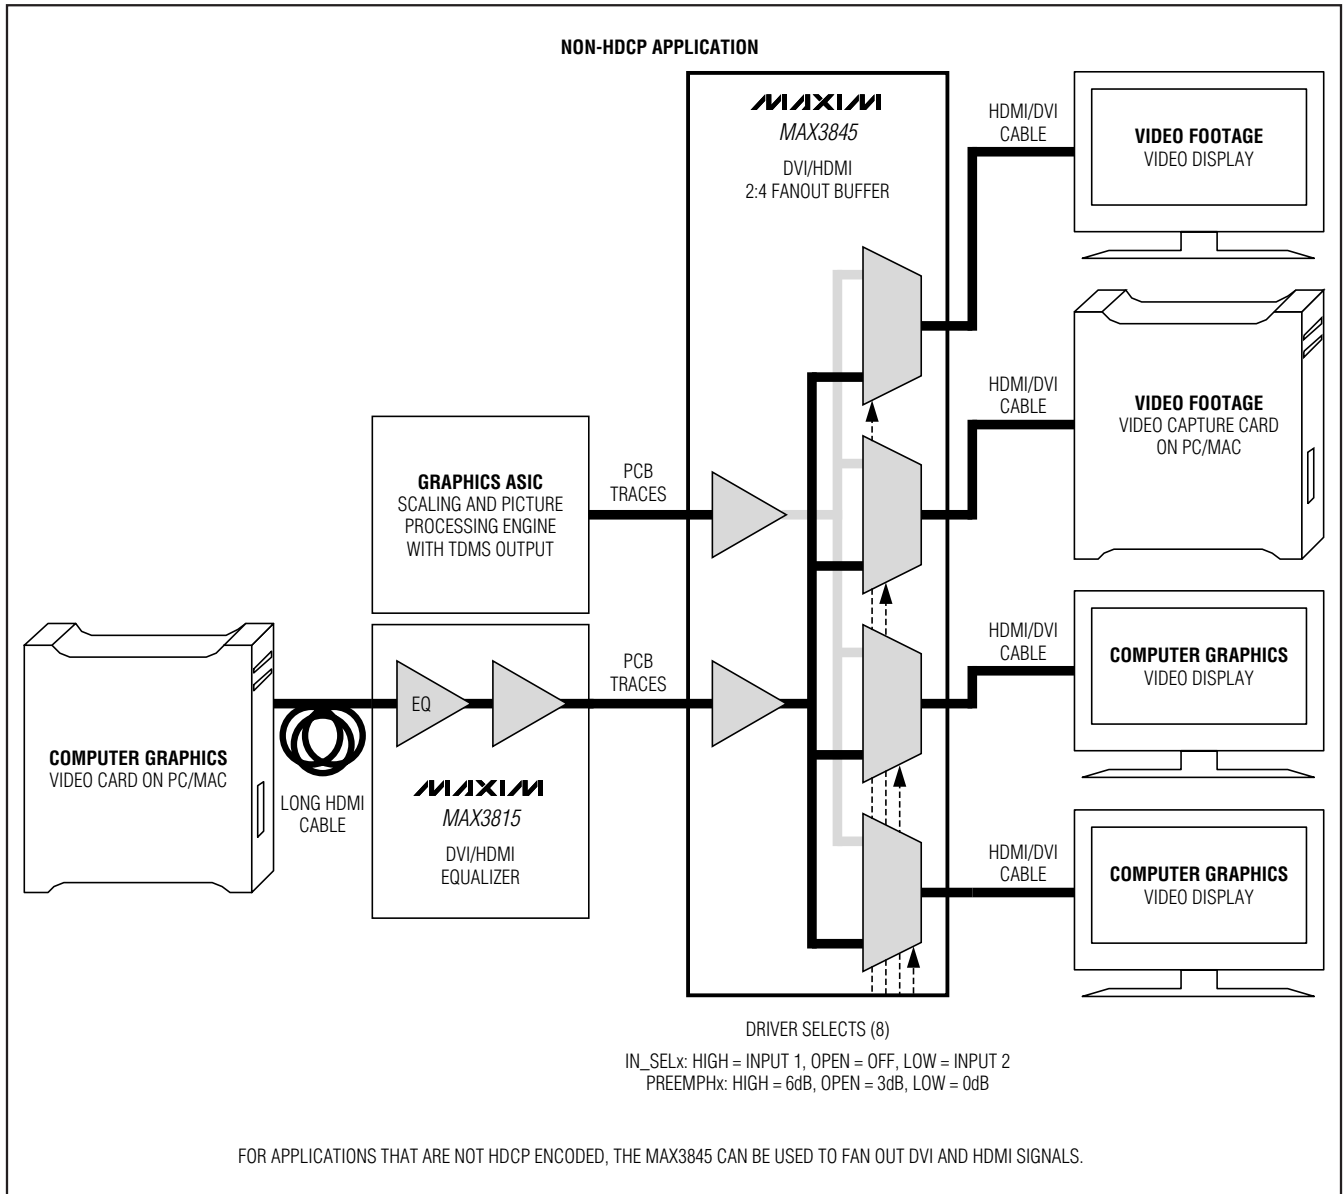 NON-HDCP APPLICATION
MAXIM
MAX3845
DVI/HDMI
2:4 FANOUT BUFFER
HDMI/DVI
CABLE
VIDEO FOOTAGE
VIDEO DISPLAY
HDMI/DVI
CABLE
VIDEO FOOTAGE
VIDEO CAPTURE CARD
ON PC/MAC
GRAPHICS ASIC
SCALING AND PICTURE
PROCESSING ENGINE
WITH TDMS OUTPUT
PCB
TRACES
HDMI/DVI
CABLE
COMPUTER GRAPHICS
VIDEO DISPLAY
PCB
TRACES
EQ
COMPUTER GRAPHICS
VIDEO CARD ON PC/MAC
LONG HDMI
CABLE
MAXIM
MAX3815
DVI/HDMI
EQUALIZER
HDMI/DVI
CABLE
COMPUTER GRAPHICS
VIDEO DISPLAY
DRIVER SELECTS (8)
IN_SELx: HIGH = INPUT 1, OPEN = OFF, LOW = INPUT 2
PREEMPHx: HIGH = 6dB, OPEN = 3dB, LOW = 0dB
FOR APPLICATIONS THAT ARE NOT HDCP ENCODED, THE MAX3845 CAN BE USED TO FAN OUT DVI AND HDMI SIGNALS.